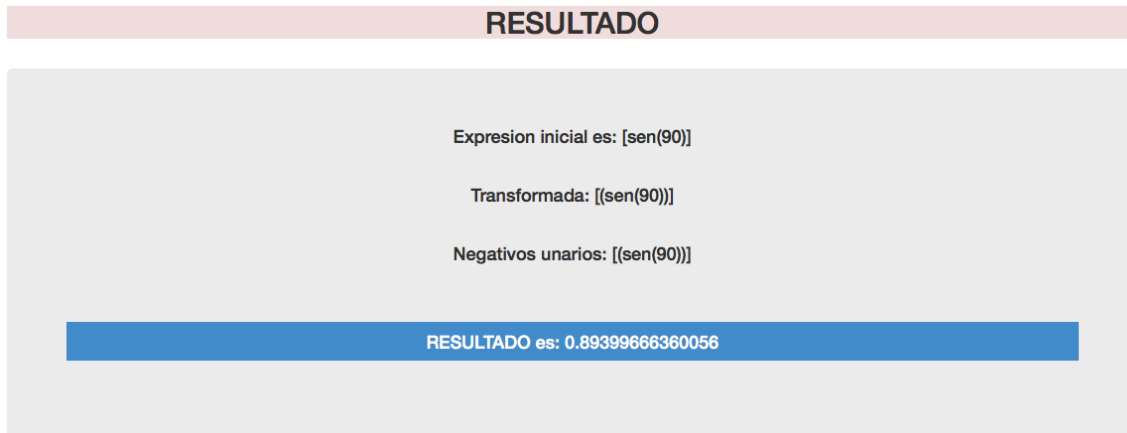 RESULTADO
Expresion inicial es: [sen(90)]
Transformada: [(sen(90))]
Negativos unarios: [(sen(90))]
RESULTADO es: 0.89399666360056